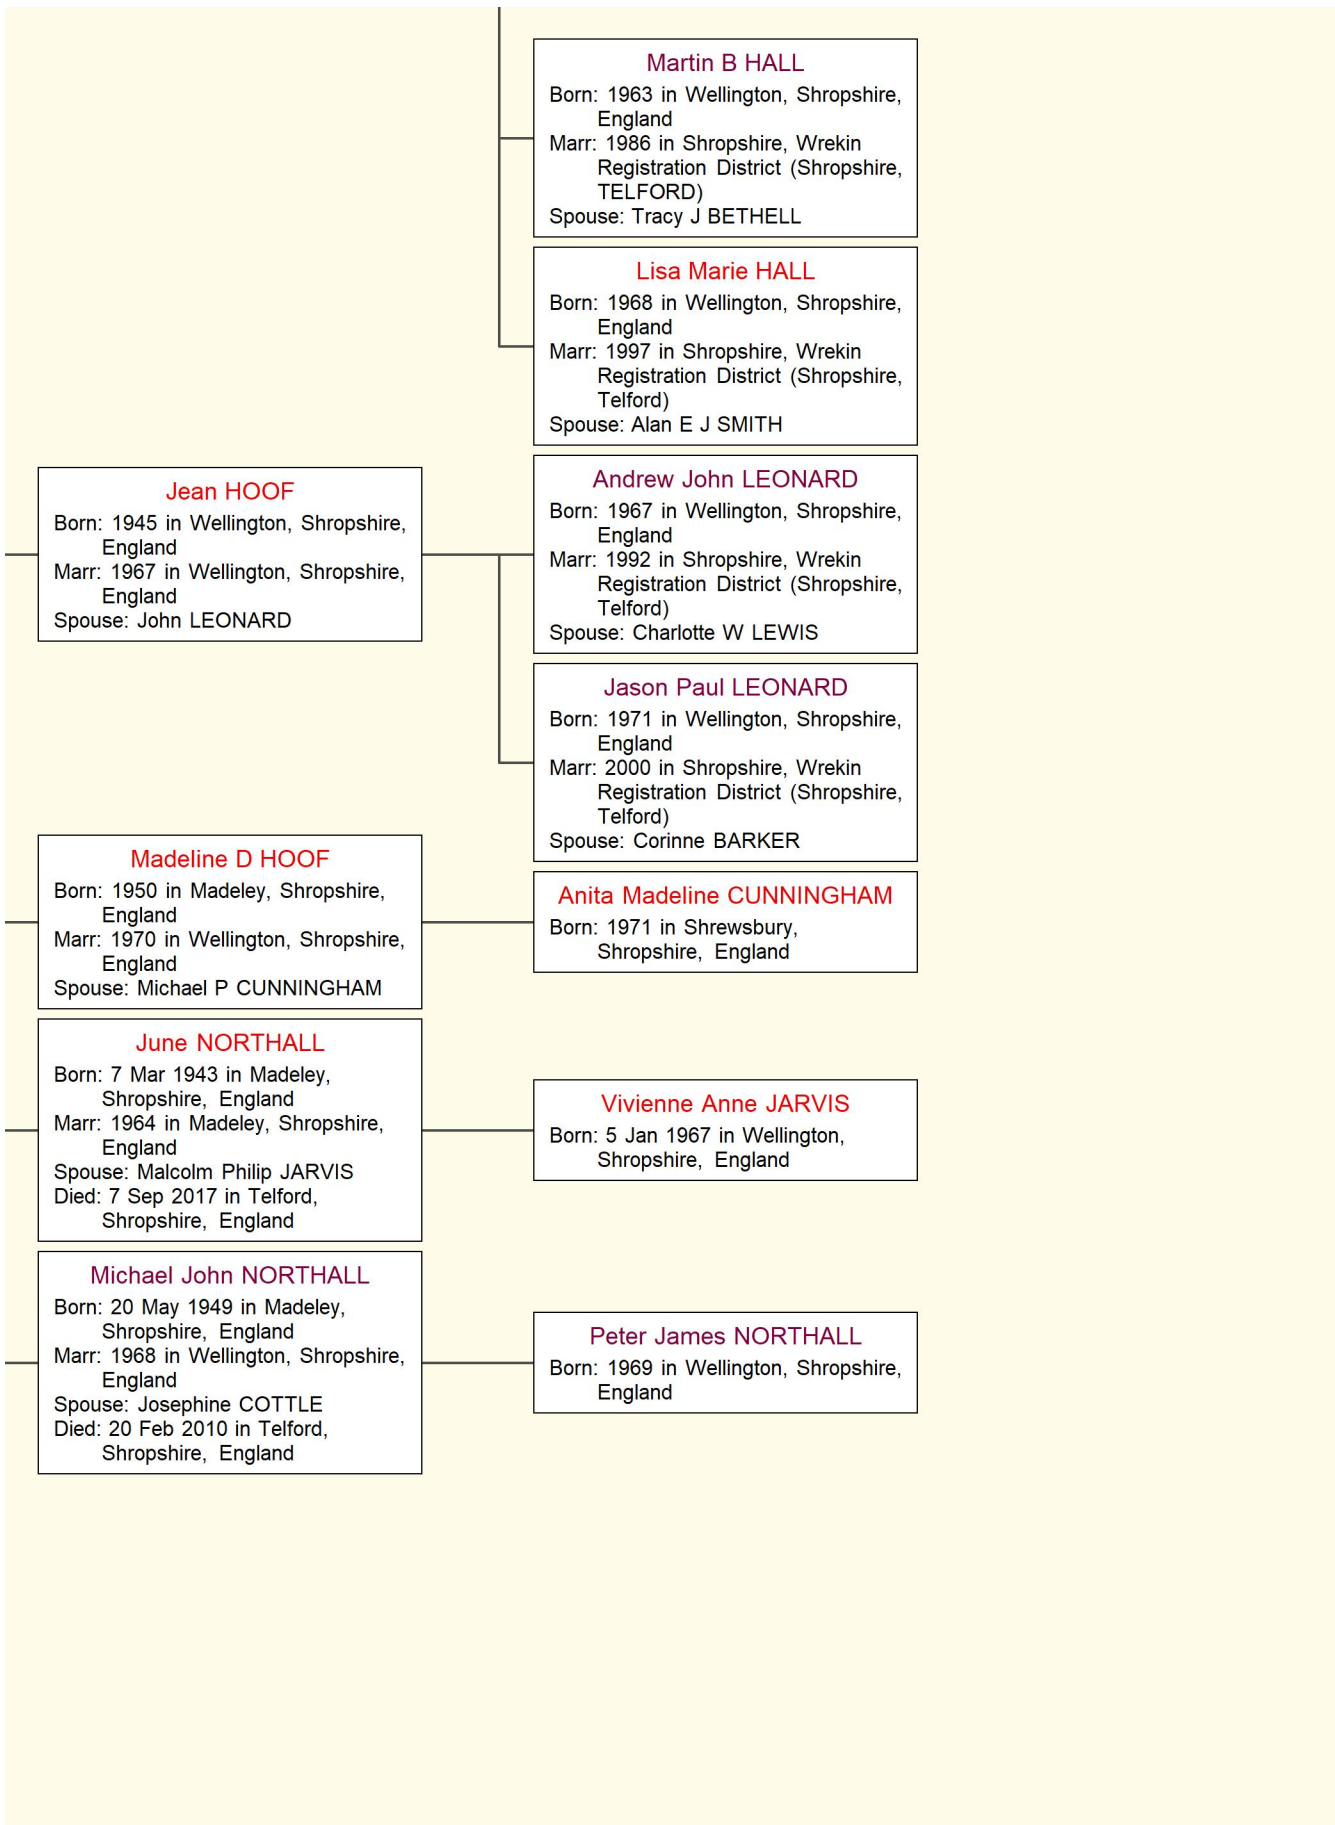 Martin B HALL
Born: 1963 in Wellington, Shropshire,
England
Marr: 1986 in Shropshire, Wrekin
Registration District (Shropshire,
TELFORD)
Spouse: Tracy J BETHELL
Lisa Marie HALL
Born: 1968 in Wellington, Shropshire,
England
Marr: 1997 in Shropshire, Wrekin
Registration District (Shropshire,
Telford)
Spouse: Alan E J SMITH
Jean HOOF
Born: 1945 in Wellington, Shropshire,
England
Marr: 1967 in Wellington, Shropshire,
England
Spouse: John LEONARD
Andrew John LEONARD
Born: 1967 in Wellington, Shropshire,
England
Marr: 1992 in Shropshire, Wrekin
Registration District (Shropshire,
Telford)
Spouse: Charlotte W LEWIS
Jason Paul LEONARD
Born: 1971 in Wellington, Shropshire,
England
Marr: 2000 in Shropshire, Wrekin
Registration District (Shropshire,
Telford)
Spouse: Corinne BARKER
Madeline D HOOF
Born: 1950 in Madeley, Shropshire,
England
Marr: 1970 in Wellington, Shropshire,
England
Spouse: Michael P CUNNINGHAM
Anita Madeline CUNNINGHAM
Born: 1971 in Shrewsbury,
Shropshire, England
June NORTHALL
Born: 7 Mar 1943 in Madeley,
Shropshire, England
Marr: 1964 in Madeley, Shropshire,
England
Spouse: Malcolm Philip JARVIS
Died: 7 Sep 2017 in Telford,
Shropshire, England
Vivienne Anne JARVIS
Born: 5 Jan 1967 in Wellington,
Shropshire, England
Michael John NORTHALL
Born: 20 May 1949 in Madeley,
Shropshire, England
Marr: 1968 in Wellington, Shropshire,
England
Spouse: Josephine COTTLE
Died: 20 Feb 2010 in Telford,
Shropshire, England
Peter James NORTHALL
Born: 1969 in Wellington, Shropshire,
England